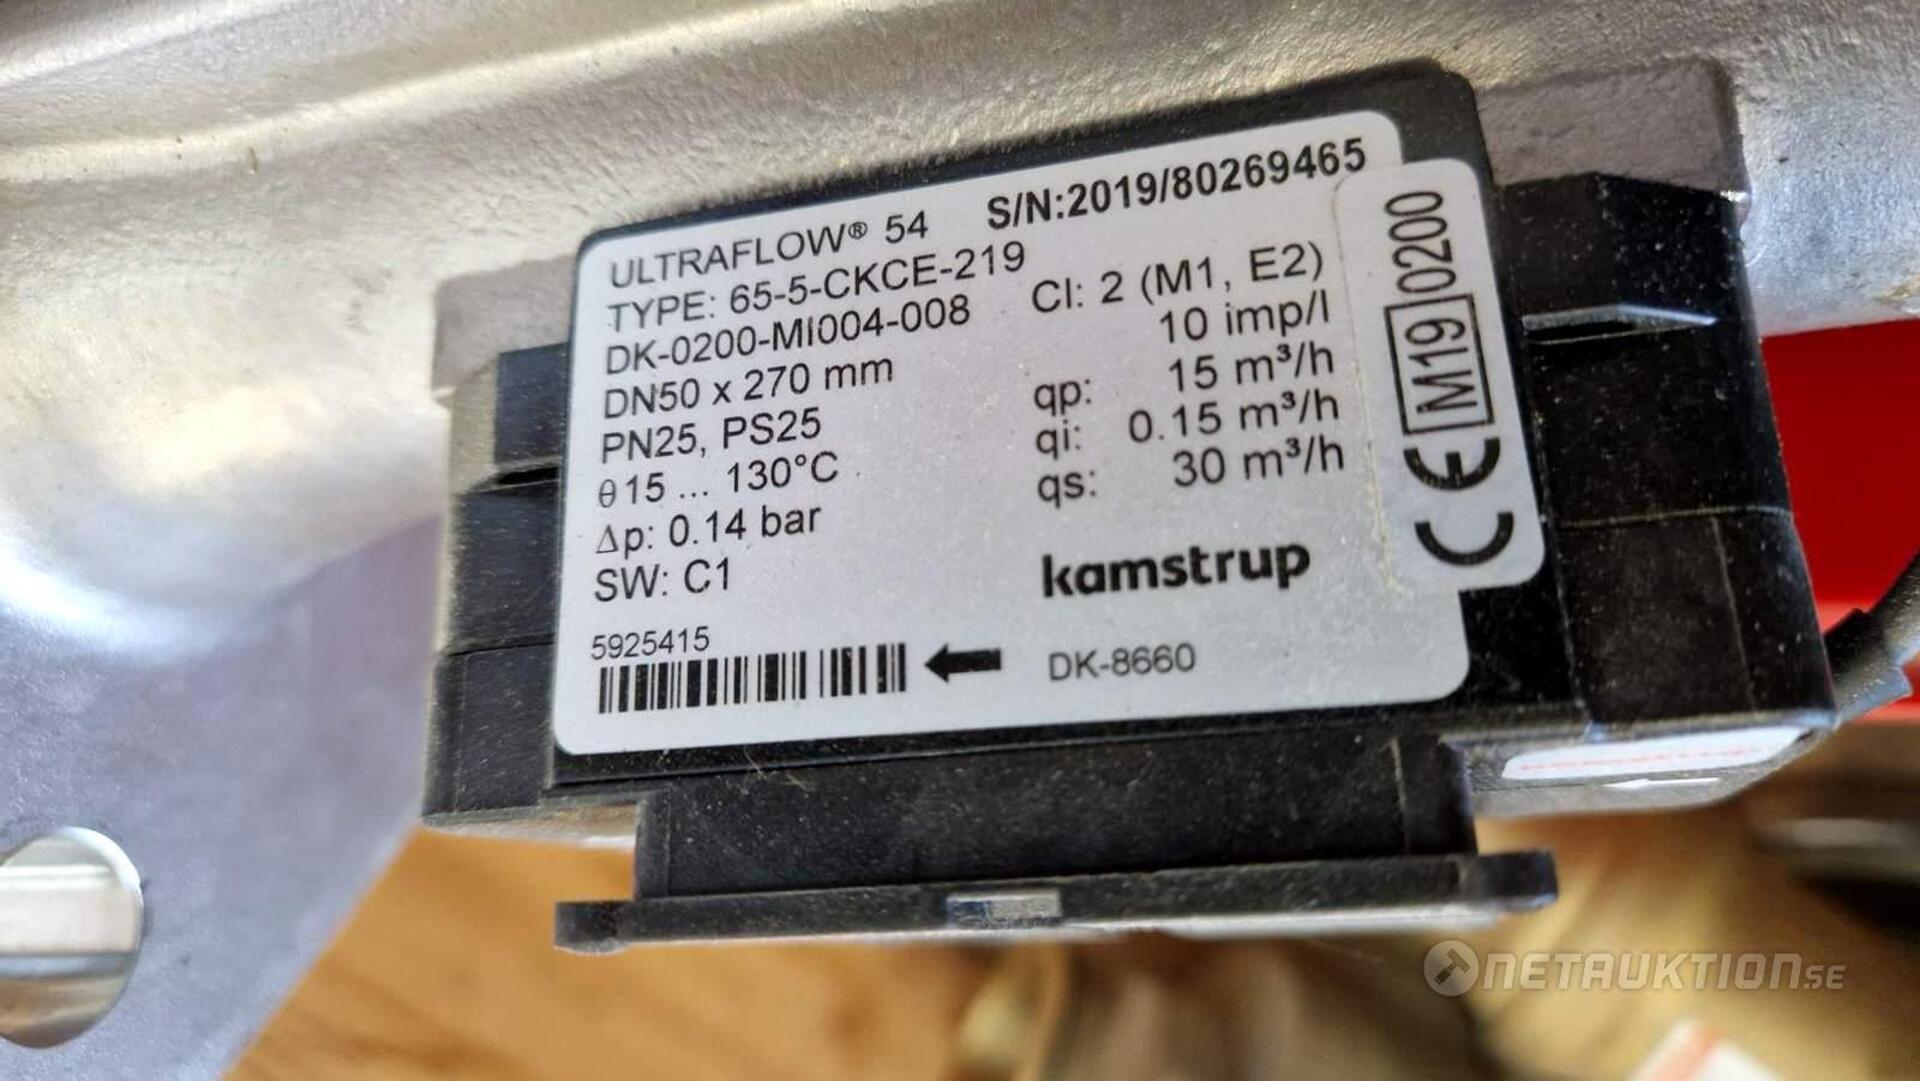 ULTRAFLOW® 54 S/N:2019/80269465
TYPE: 65-5-CKCE-219
DK-0200-MI004-008 Cl: 2 (M1, E2)
DN50 x 270 mm 10 imp/l
PN25, PS25 qp: 15 m³/h
θ15 ... 130°C qi: 0.15 m³/h
Δp: 0.14 bar qs: 30 m³/h
SW: C1
kamstrup
5925415
DK-8660
CE M19 0200
NETAUKTION.SE